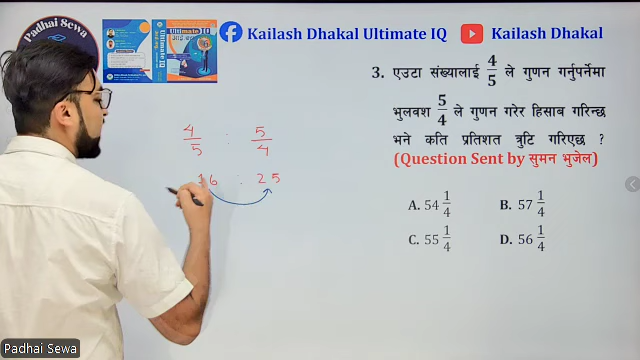 Padhai Sewa
Ultimate IQ
Kailash Dhakal Ultimate IQ
Kailash Dhakal
3. एउटा संख्यालाई 4/5 ले गुणन गर्नुपर्नेमा
भुलवश 5/4 ले गुणन गरेर हिसाब गरिन्छ
भने कति प्रतिशत त्रुटि गरिएछ ?
(Question Sent by सुमन भुजेल)
A. 54 1/4 B. 57 1/4
C. 55 1/4 D. 56 1/4
4/5 : 5/4
16 : 25
Padhai Sewa